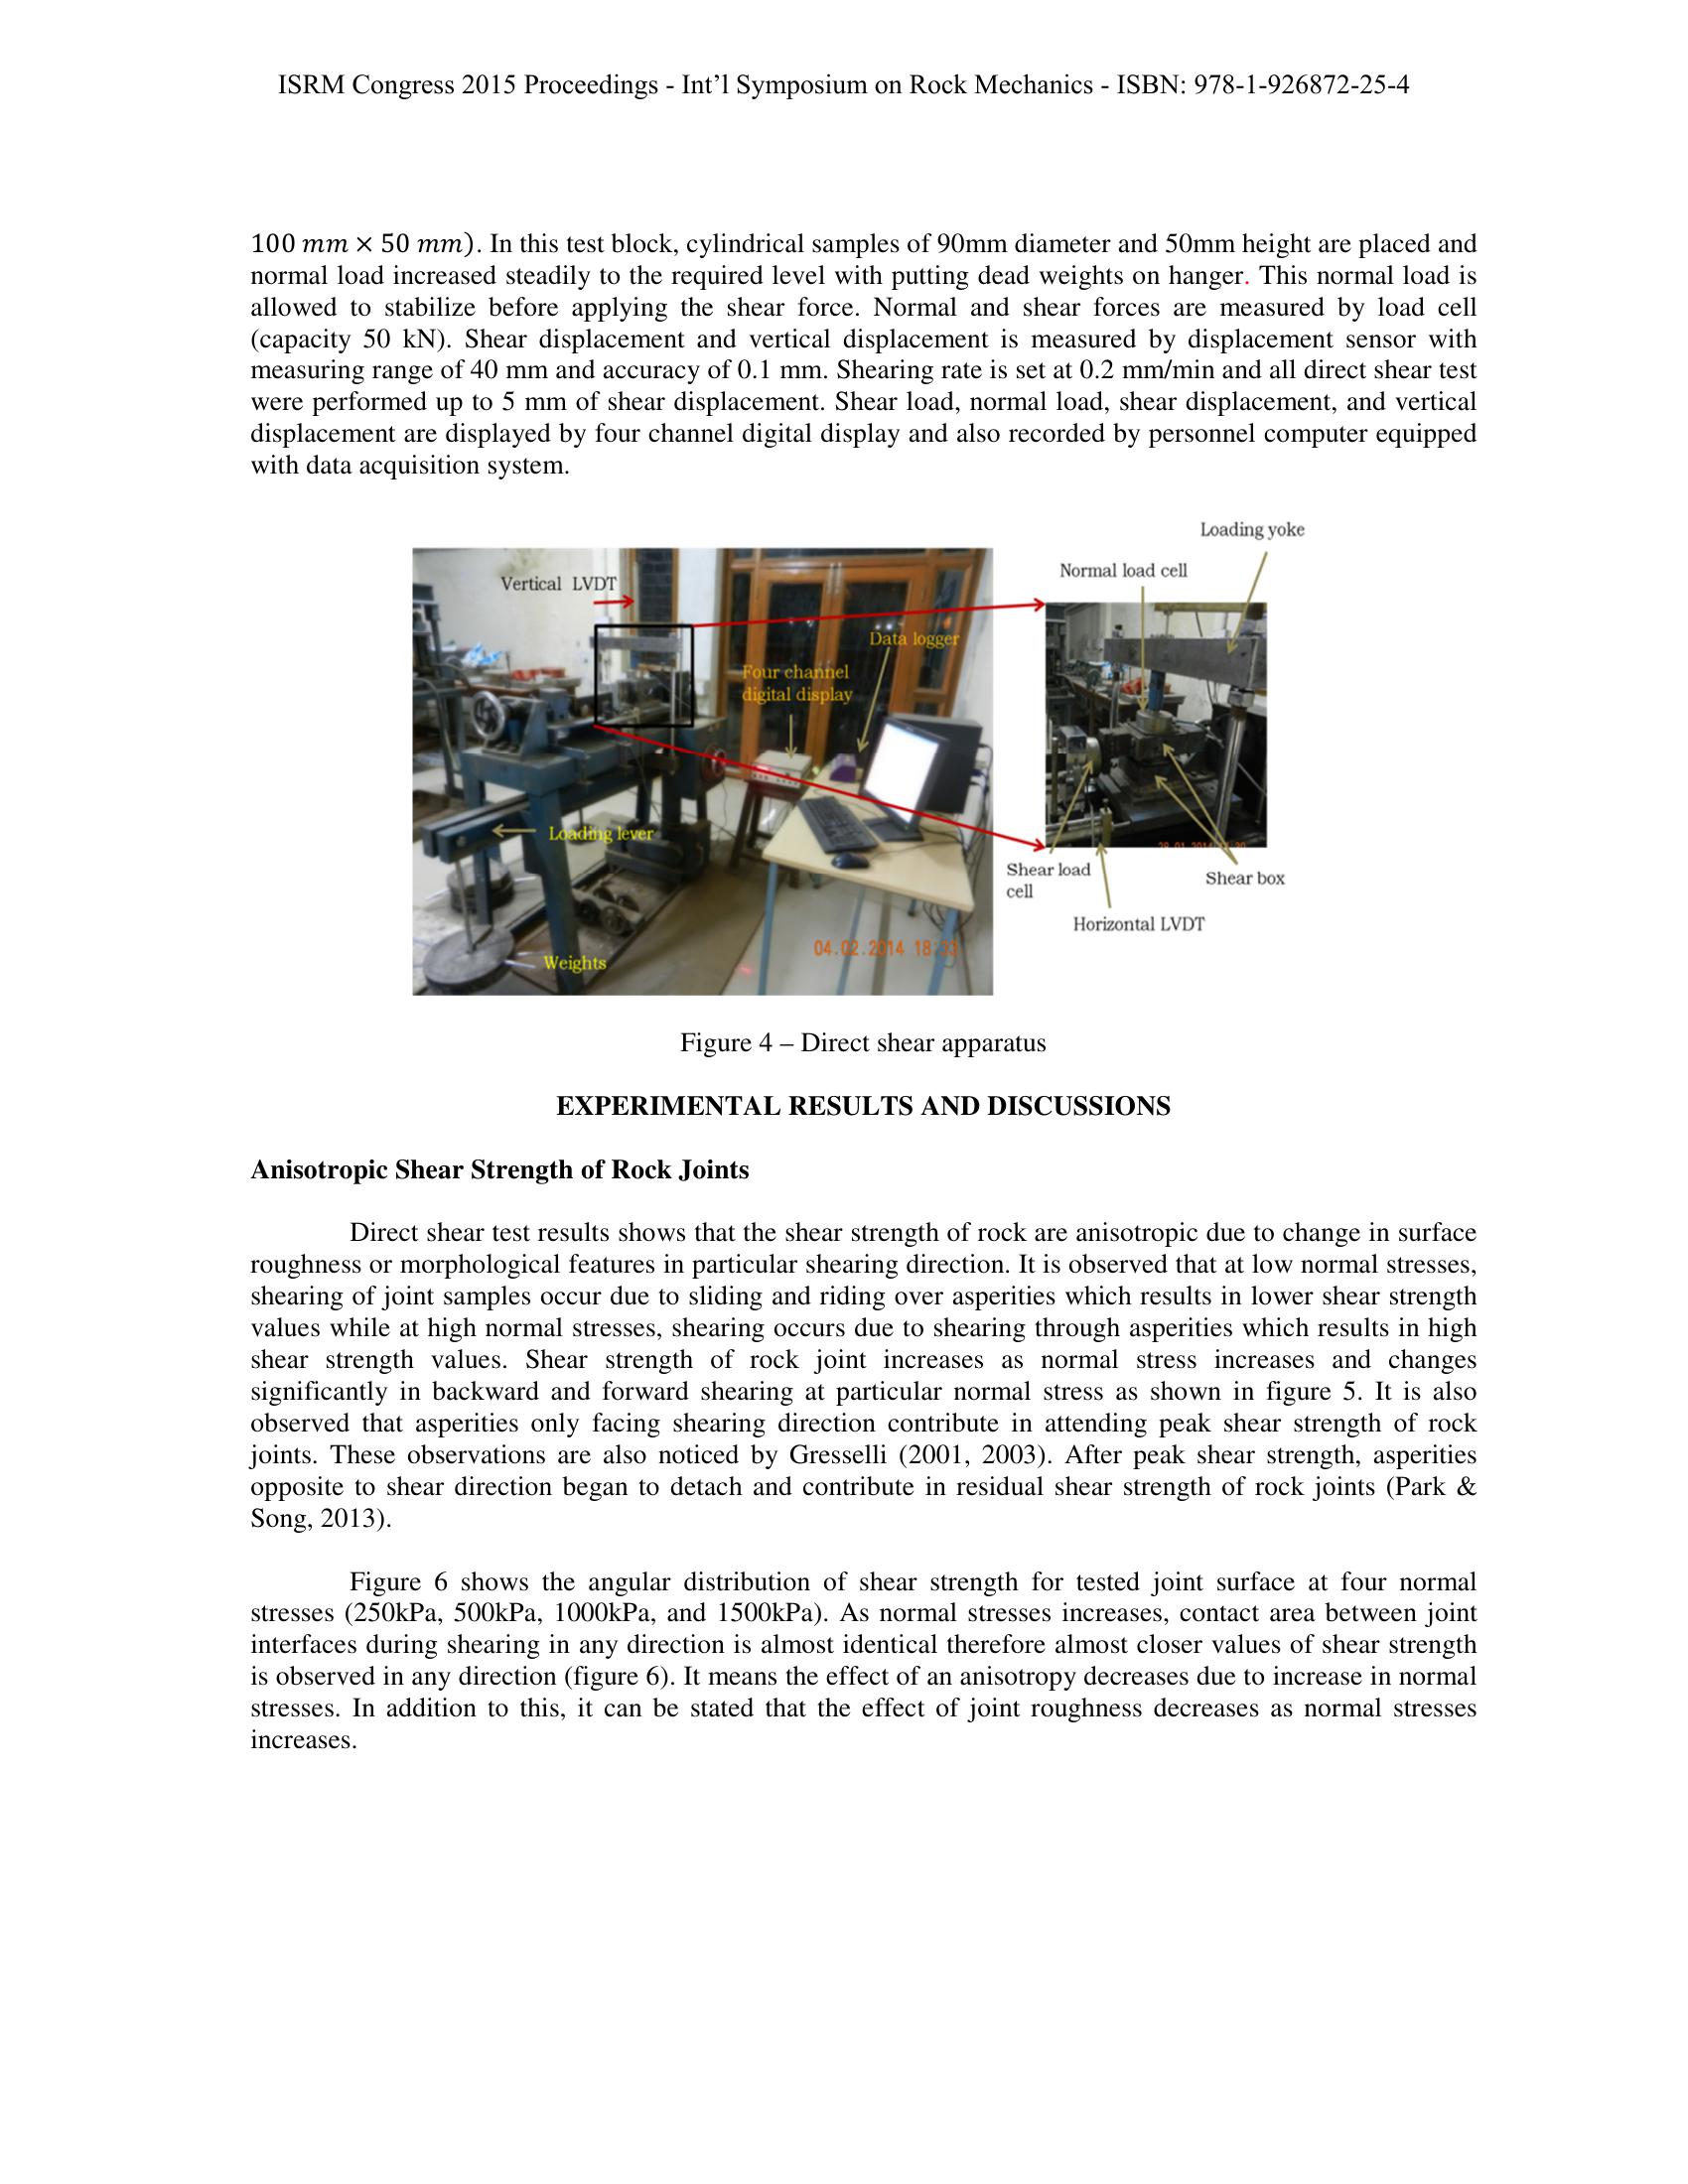 ISRM Congress 2015 Proceedings - Int'l Symposium on Rock Mechanics - ISBN: 978-1-926872-25-4
100 mm × 50 mm). In this test block, cylindrical samples of 90mm diameter and 50mm height are placed and
normal load increased steadily to the required level with putting dead weights on hanger. This normal load is
allowed to stabilize before applying the shear force. Normal and shear forces are measured by load cell
(capacity 50 kN). Shear displacement and vertical displacement is measured by displacement sensor with
measuring range of 40 mm and accuracy of 0.1 mm. Shearing rate is set at 0.2 mm/min and all direct shear test
were performed up to 5 mm of shear displacement. Shear load, normal load, shear displacement, and vertical
displacement are displayed by four channel digital display and also recorded by personnel computer equipped
with data acquisition system.
Loading yoke
Normal load cell
Vertical LVDT
Data logger
Four channel
digital display
Loading lever
Shear load
cell
Shear box
Horizontal LVDT
04.02.2014
Weights
Figure 4 – Direct shear apparatus
EXPERIMENTAL RESULTS AND DISCUSSIONS
Anisotropic Shear Strength of Rock Joints
Direct shear test results shows that the shear strength of rock are anisotropic due to change in surface
roughness or morphological features in particular shearing direction. It is observed that at low normal stresses,
shearing of joint samples occur due to sliding and riding over asperities which results in lower shear strength
values while at high normal stresses, shearing occurs due to shearing through asperities which results in high
shear strength values. Shear strength of rock joint increases as normal stress increases and changes
significantly in backward and forward shearing at particular normal stress as shown in figure 5. It is also
observed that asperities only facing shearing direction contribute in attending peak shear strength of rock
joints. These observations are also noticed by Gresselli (2001, 2003). After peak shear strength, asperities
opposite to shear direction began to detach and contribute in residual shear strength of rock joints (Park &
Song, 2013).
Figure 6 shows the angular distribution of shear strength for tested joint surface at four normal
stresses (250kPa, 500kPa, 1000kPa, and 1500kPa). As normal stresses increases, contact area between joint
interfaces during shearing in any direction is almost identical therefore almost closer values of shear strength
is observed in any direction (figure 6). It means the effect of an anisotropy decreases due to increase in normal
stresses. In addition to this, it can be stated that the effect of joint roughness decreases as normal stresses
increases.